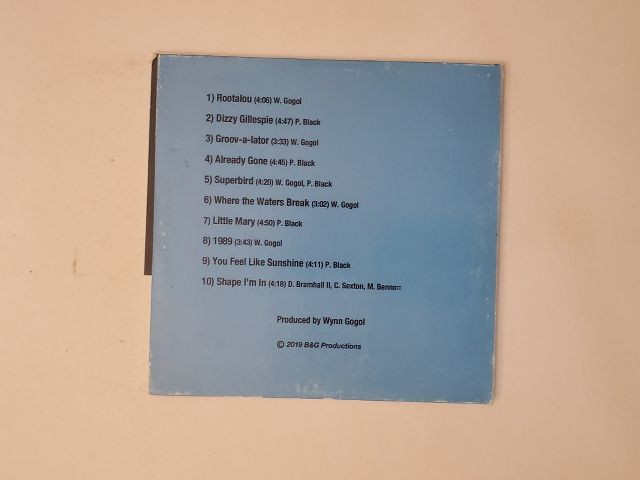 1) Rootalou (4:06) W. Gogol
2) Dizzy Gillespie (4:47) P. Black
3) Groov-a-lator (3:33) W. Gogol
4) Already Gone (4:45) P. Black
5) Superbird (4:20) W. Gogol, P. Black
6) Where the Waters Break (3:02) W. Gogol
7) Little Mary (4:50) P. Black
8) 1989 (3:43) W. Gogol
9) You Feel Like Sunshine (4:11) P. Black
10) Shape I'm In (4:18) D. Bramhall II, C. Sexton, M. Bennon
Produced by Wynn Gogol
© 2019 B&G Productions